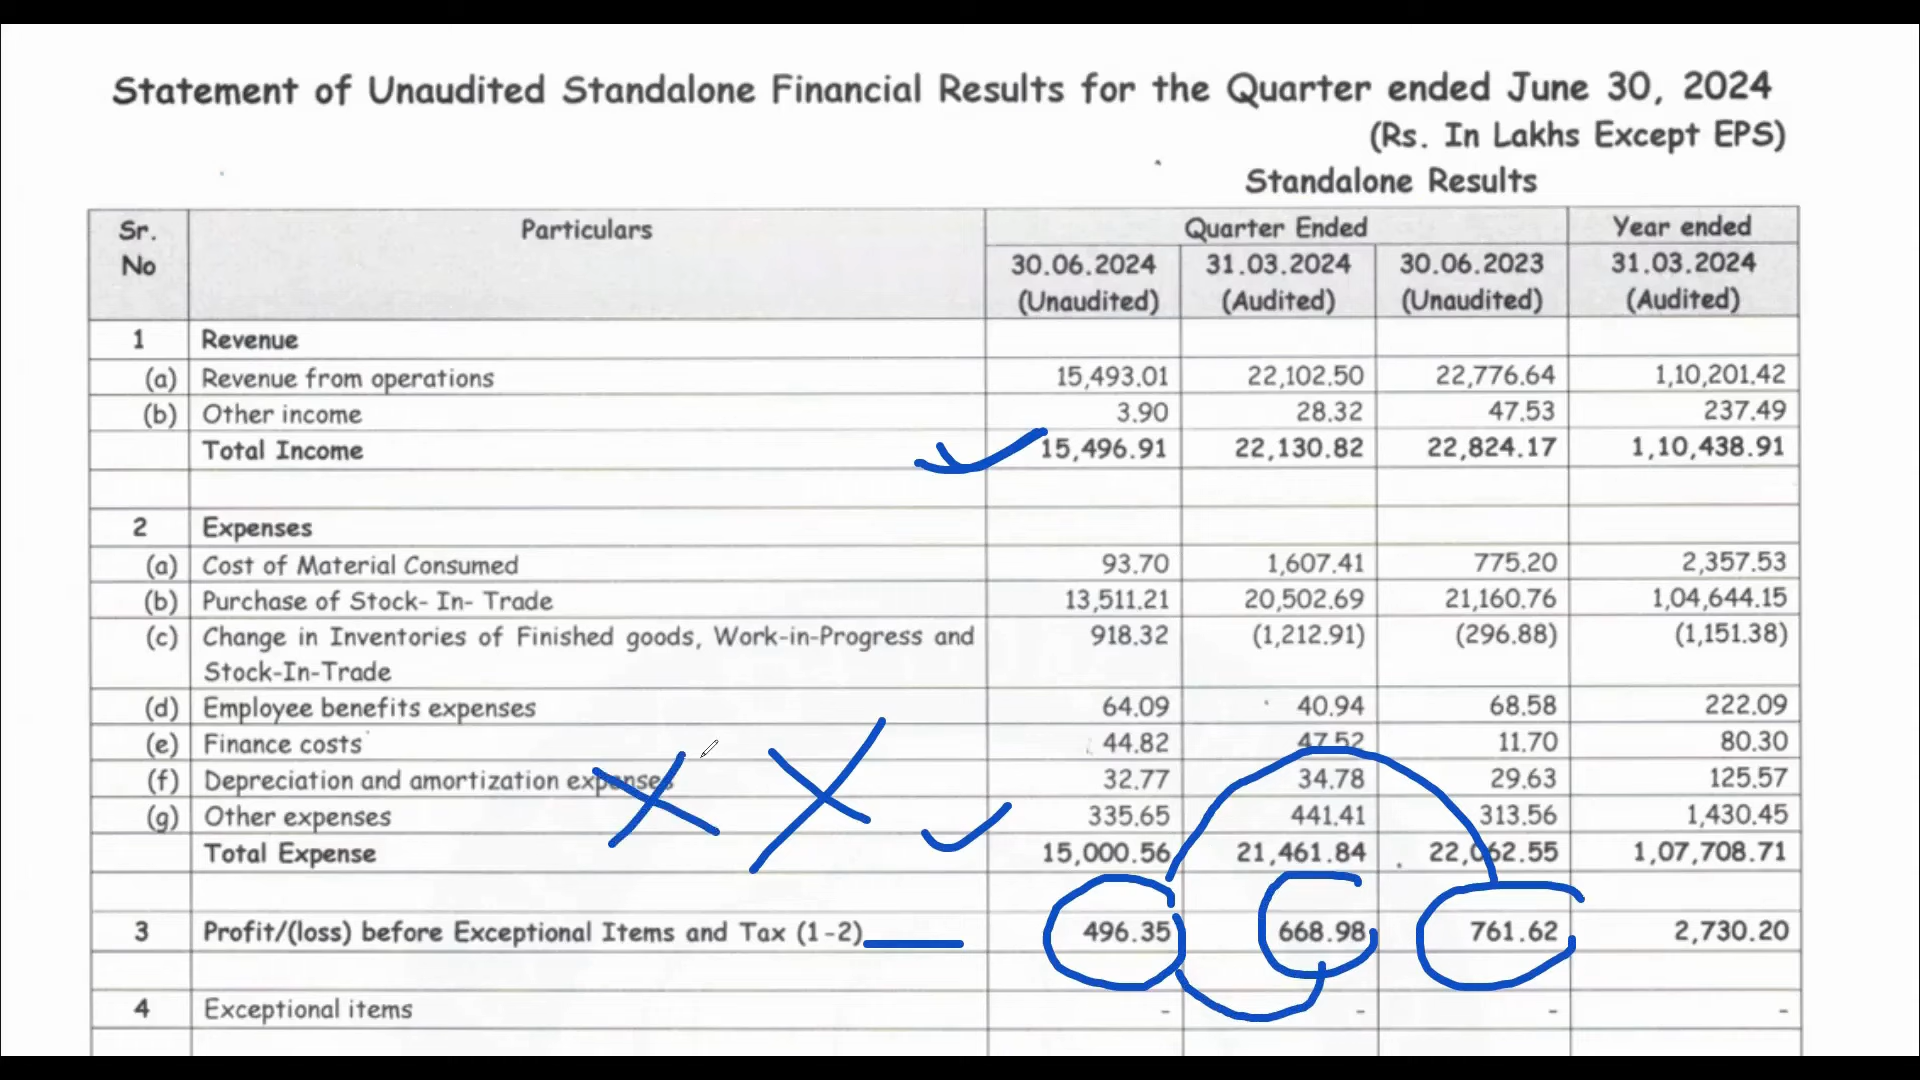 Statement of Unaudited Standalone Financial Results for the Quarter ended June 30, 2024
(Rs. In Lakhs Except EPS)
Standalone Results
Sr. No Particulars Quarter Ended Year ended
30.06.2024 31.03.2024 30.06.2023 31.03.2024
(Unaudited) (Audited) (Unaudited) (Audited)
1 Revenue
(a) Revenue from operations 15,493.01 22,102.50 22,776.64 1,10,201.42
(b) Other income 3.90 28.32 47.53 237.49
Total Income 15,496.91 22,130.82 22,824.17 1,10,438.91
2 Expenses
(a) Cost of Material Consumed 93.70 1,607.41 775.20 2,357.53
(b) Purchase of Stock- In- Trade 13,511.21 20,502.69 21,160.76 1,04,644.15
(c) Change in Inventories of Finished goods, Work-in-Progress and 918.32 (1,212.91) (296.88) (1,151.38)
Stock-In-Trade
(d) Employee benefits expenses 64.09 40.94 68.58 222.09
(e) Finance costs 44.82 47.52 11.70 80.30
(f) Depreciation and amortization expenses 32.77 34.78 29.63 125.57
(g) Other expenses 335.65 441.41 313.56 1,430.45
Total Expense 15,000.56 21,461.84 22,062.55 1,07,708.71
3 Profit/(loss) before Exceptional Items and Tax (1-2) 496.35 668.98 761.62 2,730.20
4 Exceptional items - - - -